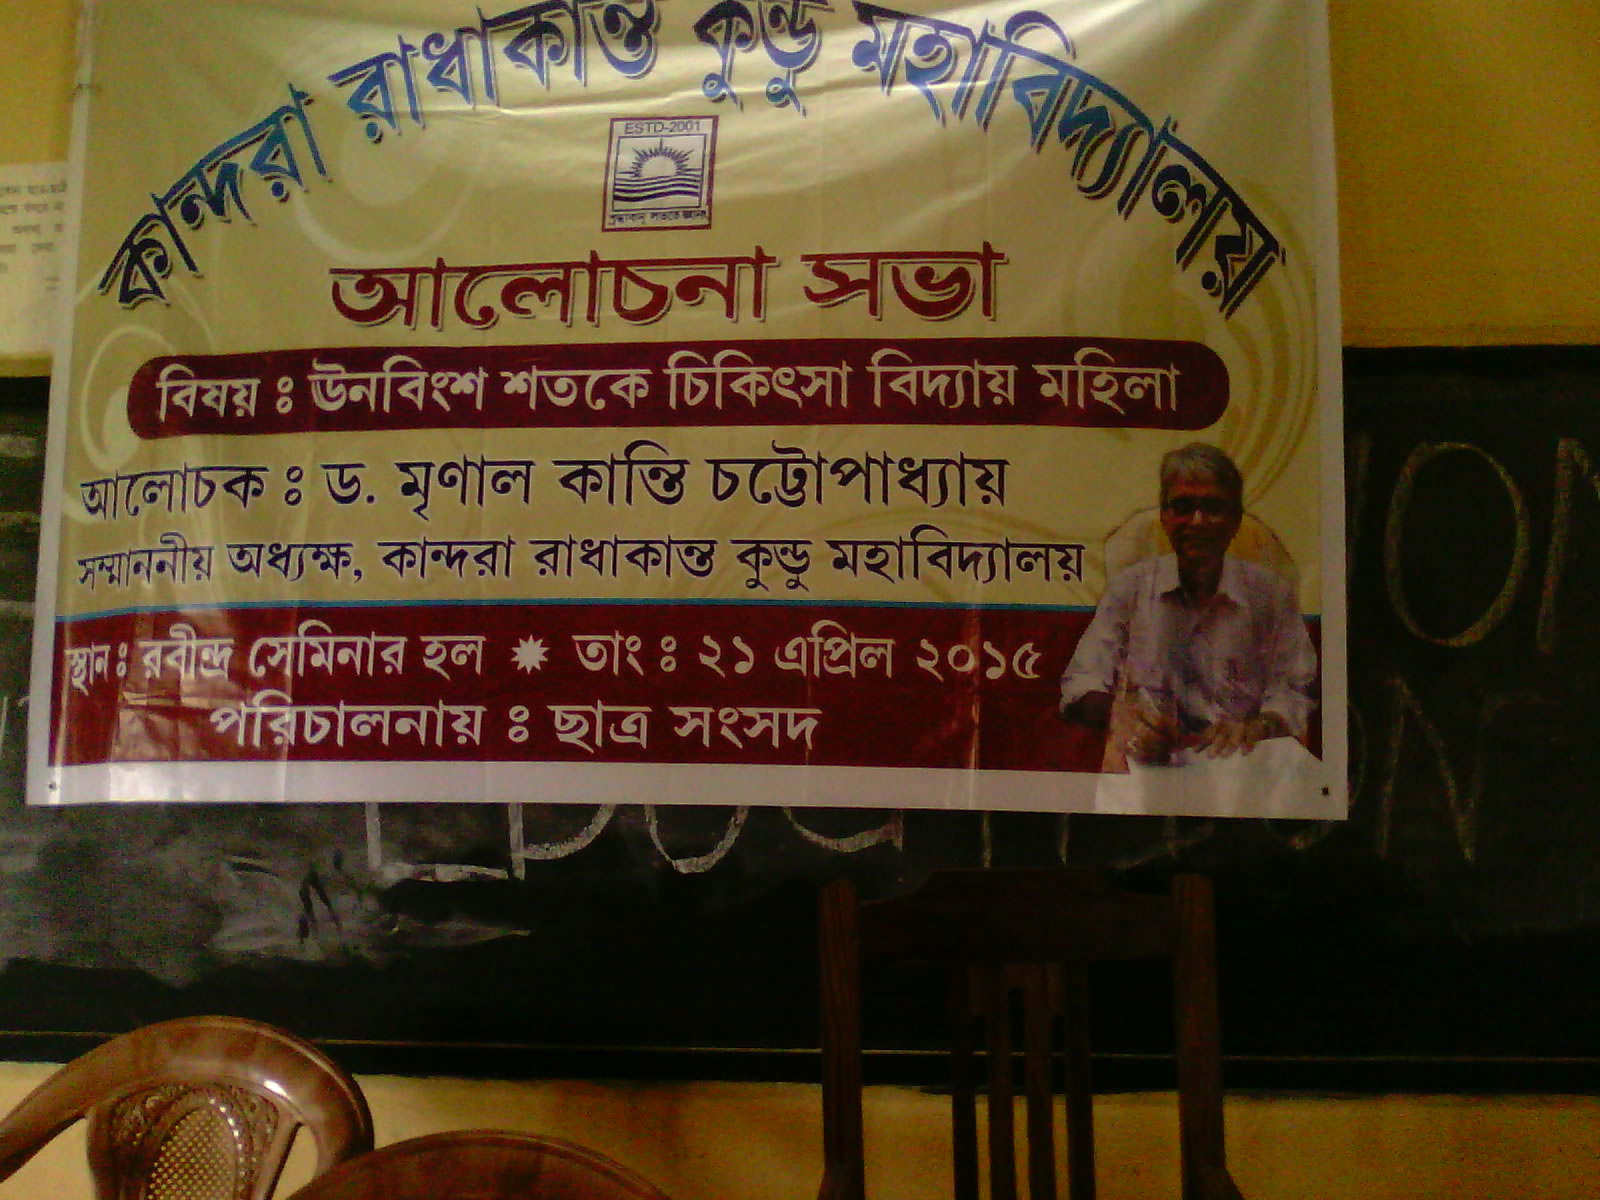 কান্দরা রাধাকান্ত কুন্ডু মহাবিদ্যালয়
ESTD-2001
আলোচনা সভা
বিষয় ঃ উনবিংশ শতকে চিকিৎসা বিদ্যায় মহিলা
আলোচক ঃ ড. মৃণাল কান্তি চট্টোপাধ্যায়
সম্মাননীয় অধ্যক্ষ, কান্দরা রাধাকান্ত কুন্ডু মহাবিদ্যালয়
স্থান ঃ রবীন্দ্র সেমিনার হল ✹ তাং ঃ ২১ এপ্রিল ২০১৫
পরিচালনায় ঃ ছাত্র সংসদ